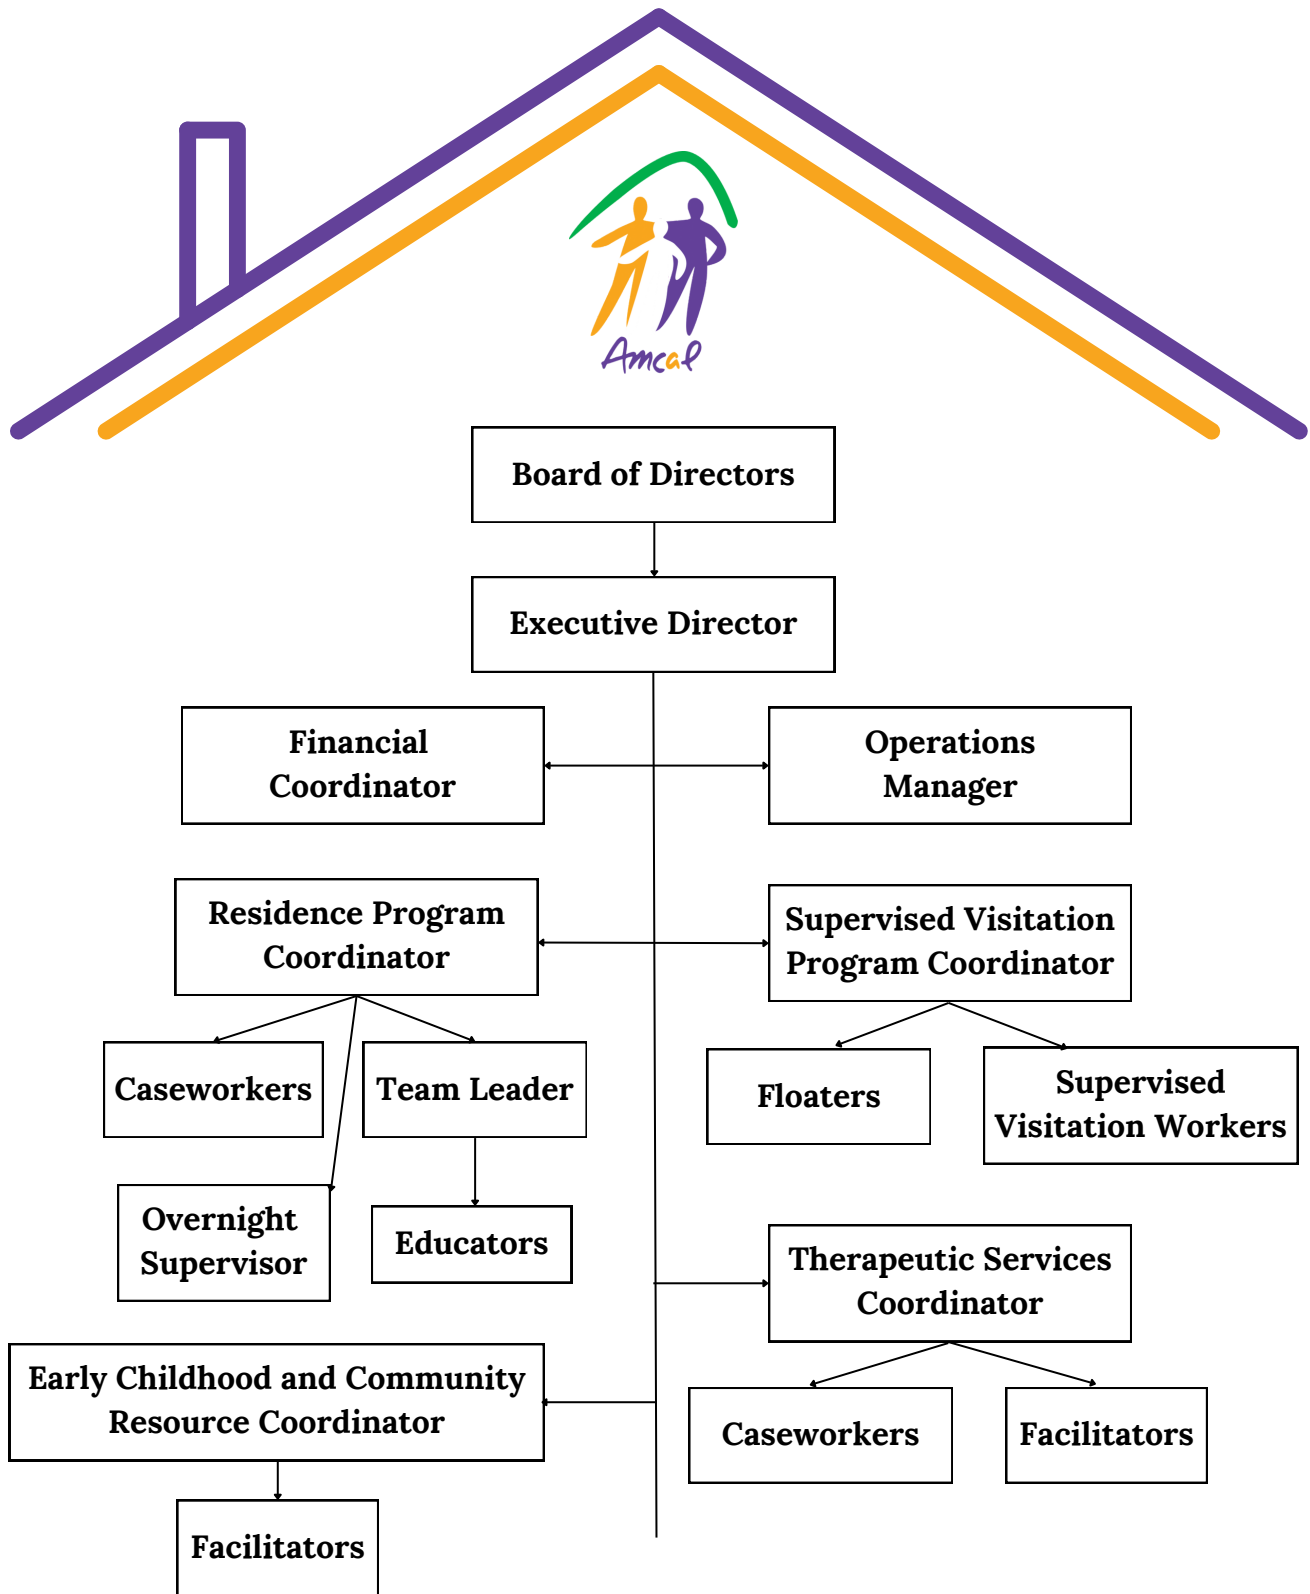 Amcal
Board of Directors
Executive Director
Financial
Coordinator
Operations
Manager
Residence Program
Coordinator
Supervised Visitation
Program Coordinator
Caseworkers
Team Leader
Floaters
Supervised
Visitation Workers
Overnight
Supervisor
Educators
Therapeutic Services
Coordinator
Early Childhood and Community
Resource Coordinator
Caseworkers
Facilitators
Facilitators